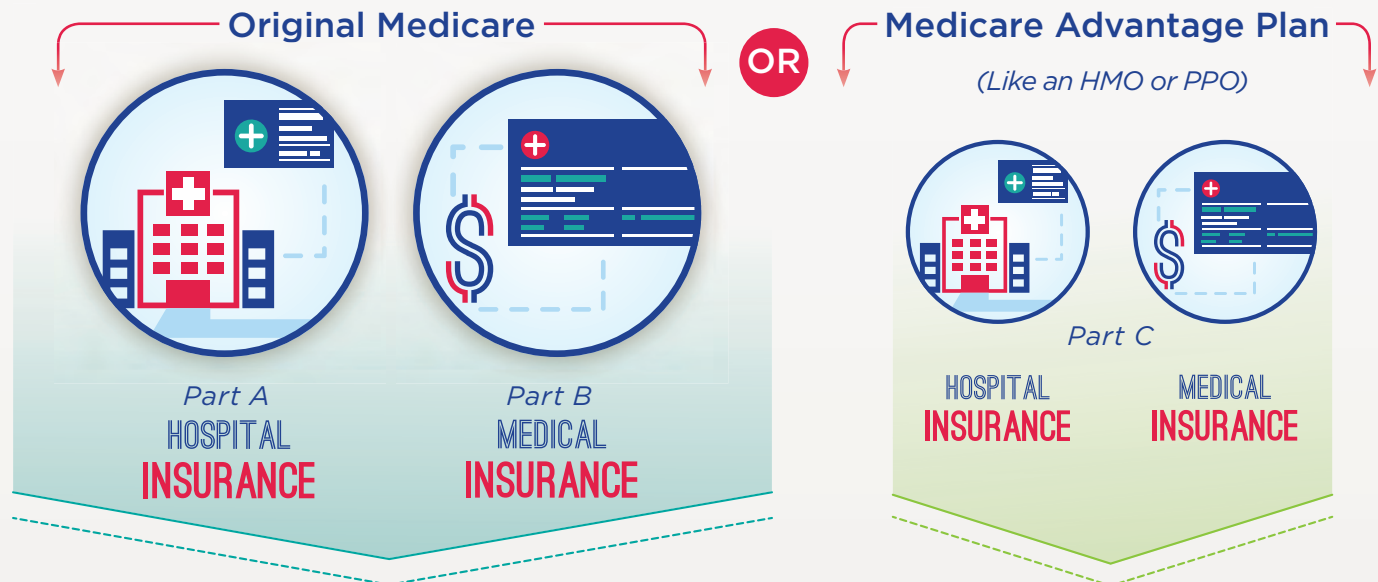 Original Medicare
Part A
HOSPITAL
INSURANCE
Part B
MEDICAL
INSURANCE
OR
Medicare Advantage Plan
(Like an HMO or PPO)
Part C
HOSPITAL
INSURANCE
MEDICAL
INSURANCE